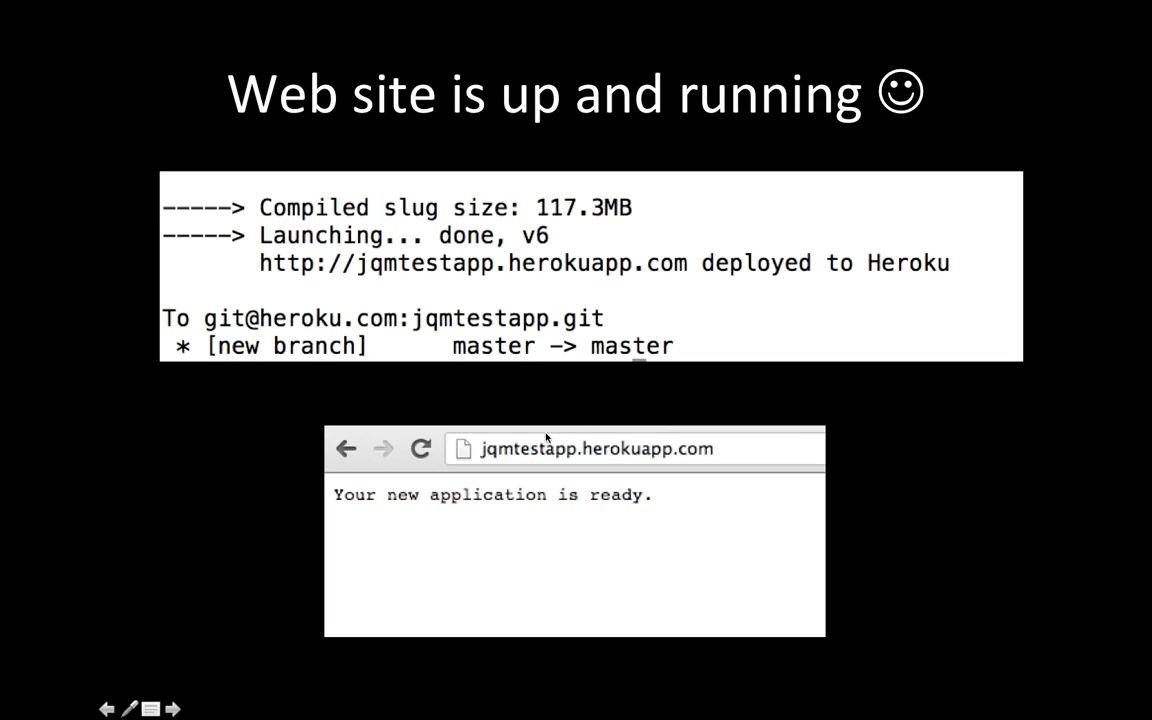 Web site is up and running ☺
-----> Compiled slug size: 117.3MB
-----> Launching... done, v6
http://jqmtestapp.herokuapp.com deployed to Heroku
To git@heroku.com:jqmtestapp.git
* [new branch] master -> master
jqmtestapp.herokuapp.com
Your new application is ready.